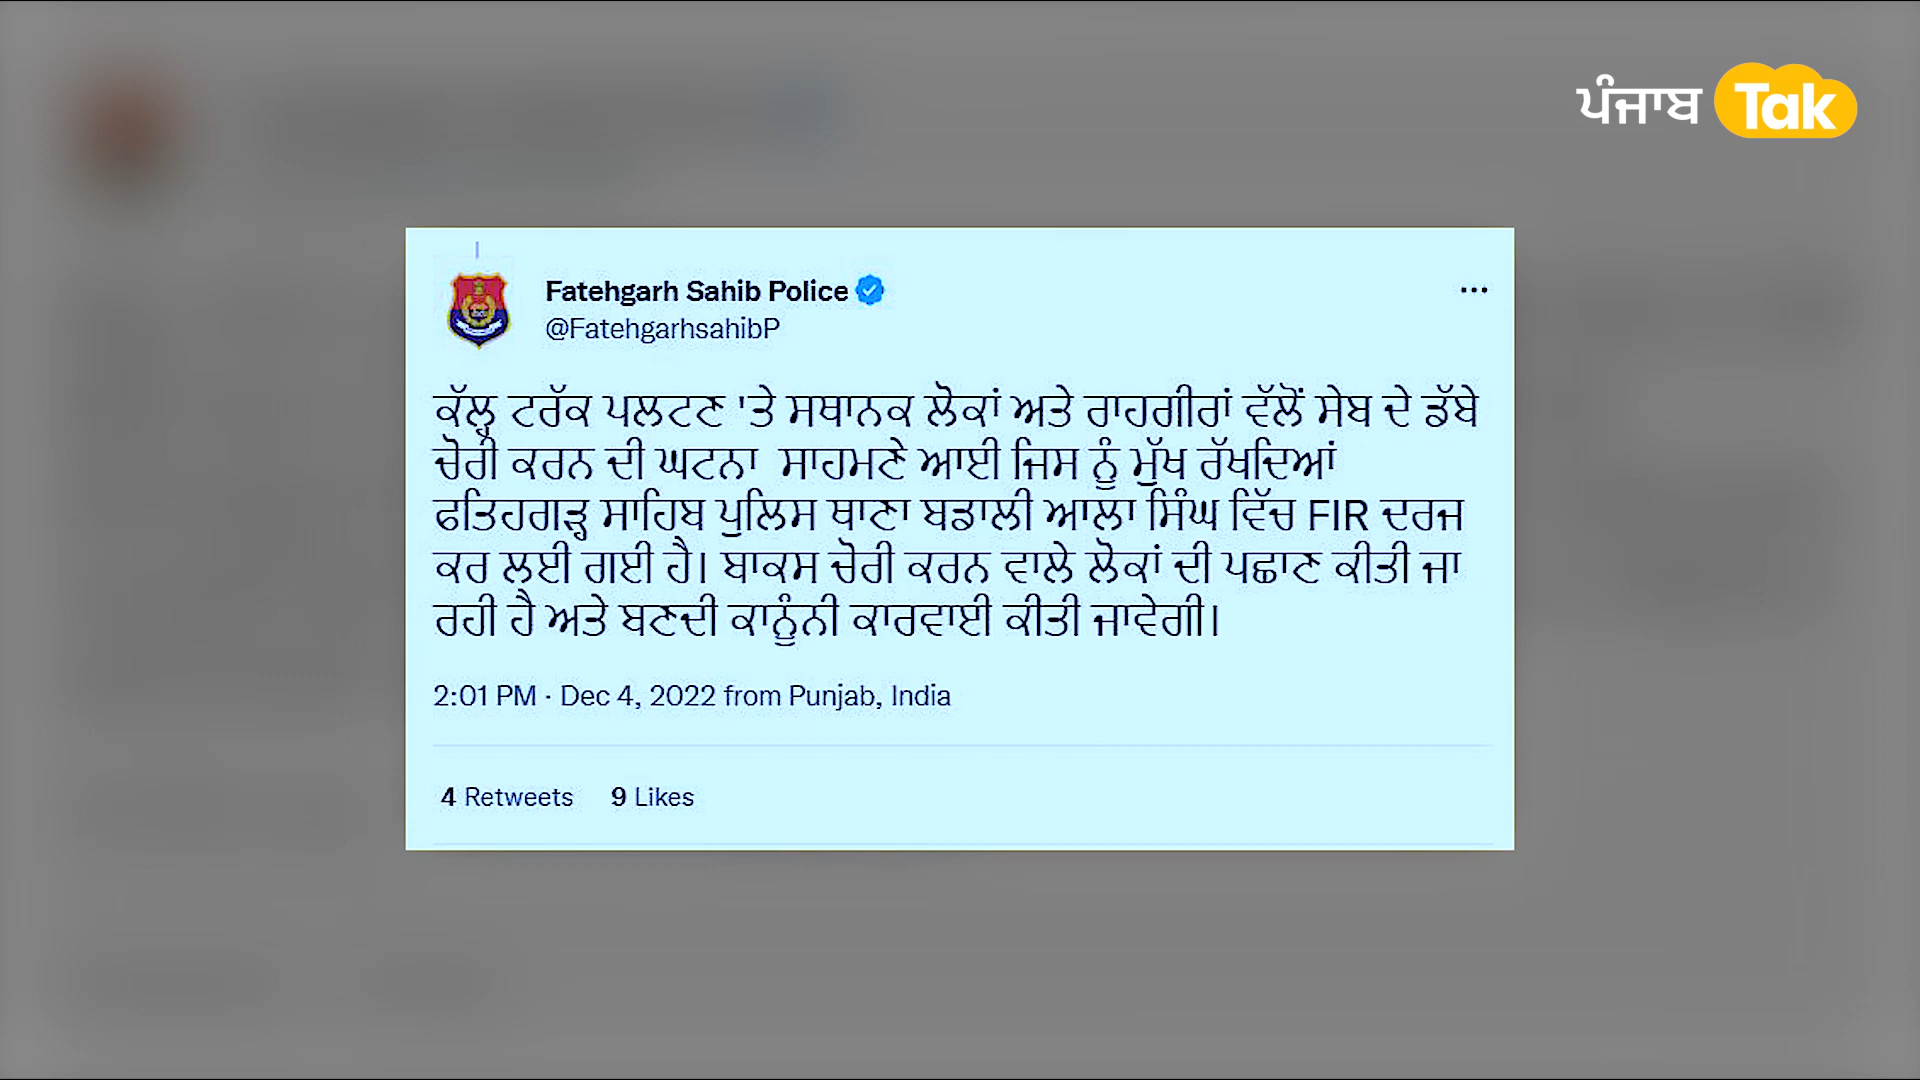 ਪੰਜਾਬ Tak
Fatehgarh Sahib Police
@FatehgarhsahibP
ਕੱਲ੍ਹ ਟਰੱਕ ਪਲਟਣ 'ਤੇ ਸਥਾਨਕ ਲੋਕਾਂ ਅਤੇ ਰਾਹਗੀਰਾਂ ਵੱਲੋਂ ਸੇਬ ਦੇ ਡੱਬੇ
ਚੋਰੀ ਕਰਨ ਦੀ ਘਟਨਾ ਸਾਹਮਣੇ ਆਈ ਜਿਸ ਨੂੰ ਮੁੱਖ ਰੱਖਦਿਆਂ
ਫਤਿਹਗੜ੍ਹ ਸਾਹਿਬ ਪੁਲਿਸ ਥਾਣਾ ਬਡਾਲੀ ਆਲਾ ਸਿੰਘ ਵਿੱਚ FIR ਦਰਜ
ਕਰ ਲਈ ਗਈ ਹੈ। ਬਾਕਸ ਚੋਰੀ ਕਰਨ ਵਾਲੇ ਲੋਕਾਂ ਦੀ ਪਛਾਣ ਕੀਤੀ ਜਾ
ਰਹੀ ਹੈ ਅਤੇ ਬਣਦੀ ਕਾਨੂੰਨੀ ਕਾਰਵਾਈ ਕੀਤੀ ਜਾਵੇਗੀ।
2:01 PM · Dec 4, 2022 from Punjab, India
4 Retweets 9 Likes